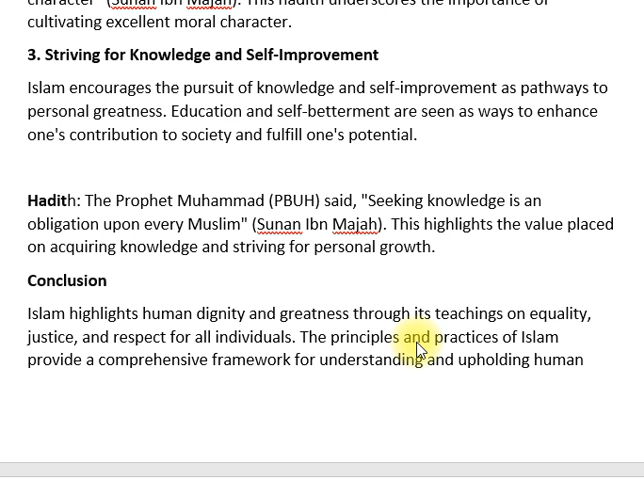 character" (Sunan Ibn Majah). This hadith underscores the importance of
cultivating excellent moral character.
3. Striving for Knowledge and Self-Improvement
Islam encourages the pursuit of knowledge and self-improvement as pathways to
personal greatness. Education and self-betterment are seen as ways to enhance
one's contribution to society and fulfill one's potential.
Hadith: The Prophet Muhammad (PBUH) said, "Seeking knowledge is an
obligation upon every Muslim" (Sunan Ibn Majah). This highlights the value placed
on acquiring knowledge and striving for personal growth.
Conclusion
Islam highlights human dignity and greatness through its teachings on equality,
justice, and respect for all individuals. The principles and practices of Islam
provide a comprehensive framework for understanding and upholding human